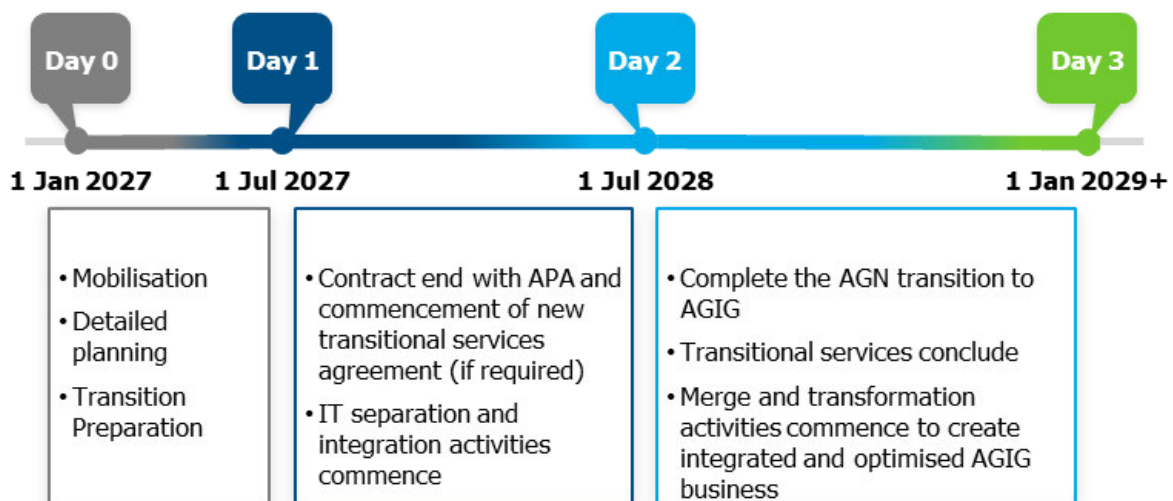 Day 0
Day 1
Day 2
Day 3
1 Jan 2027
1 Jul 2027
1 Jul 2028
1 Jan 2029+
• Mobilisation
• Detailed
planning
• Transition
Preparation
• Contract end with APA and
commencement of new
transitional services
agreement (if required)
• IT separation and
integration activities
commence
• Complete the AGN transition to
AGIG
• Transitional services conclude
• Merge and transformation
activities commence to create
integrated and optimised AGIG
business